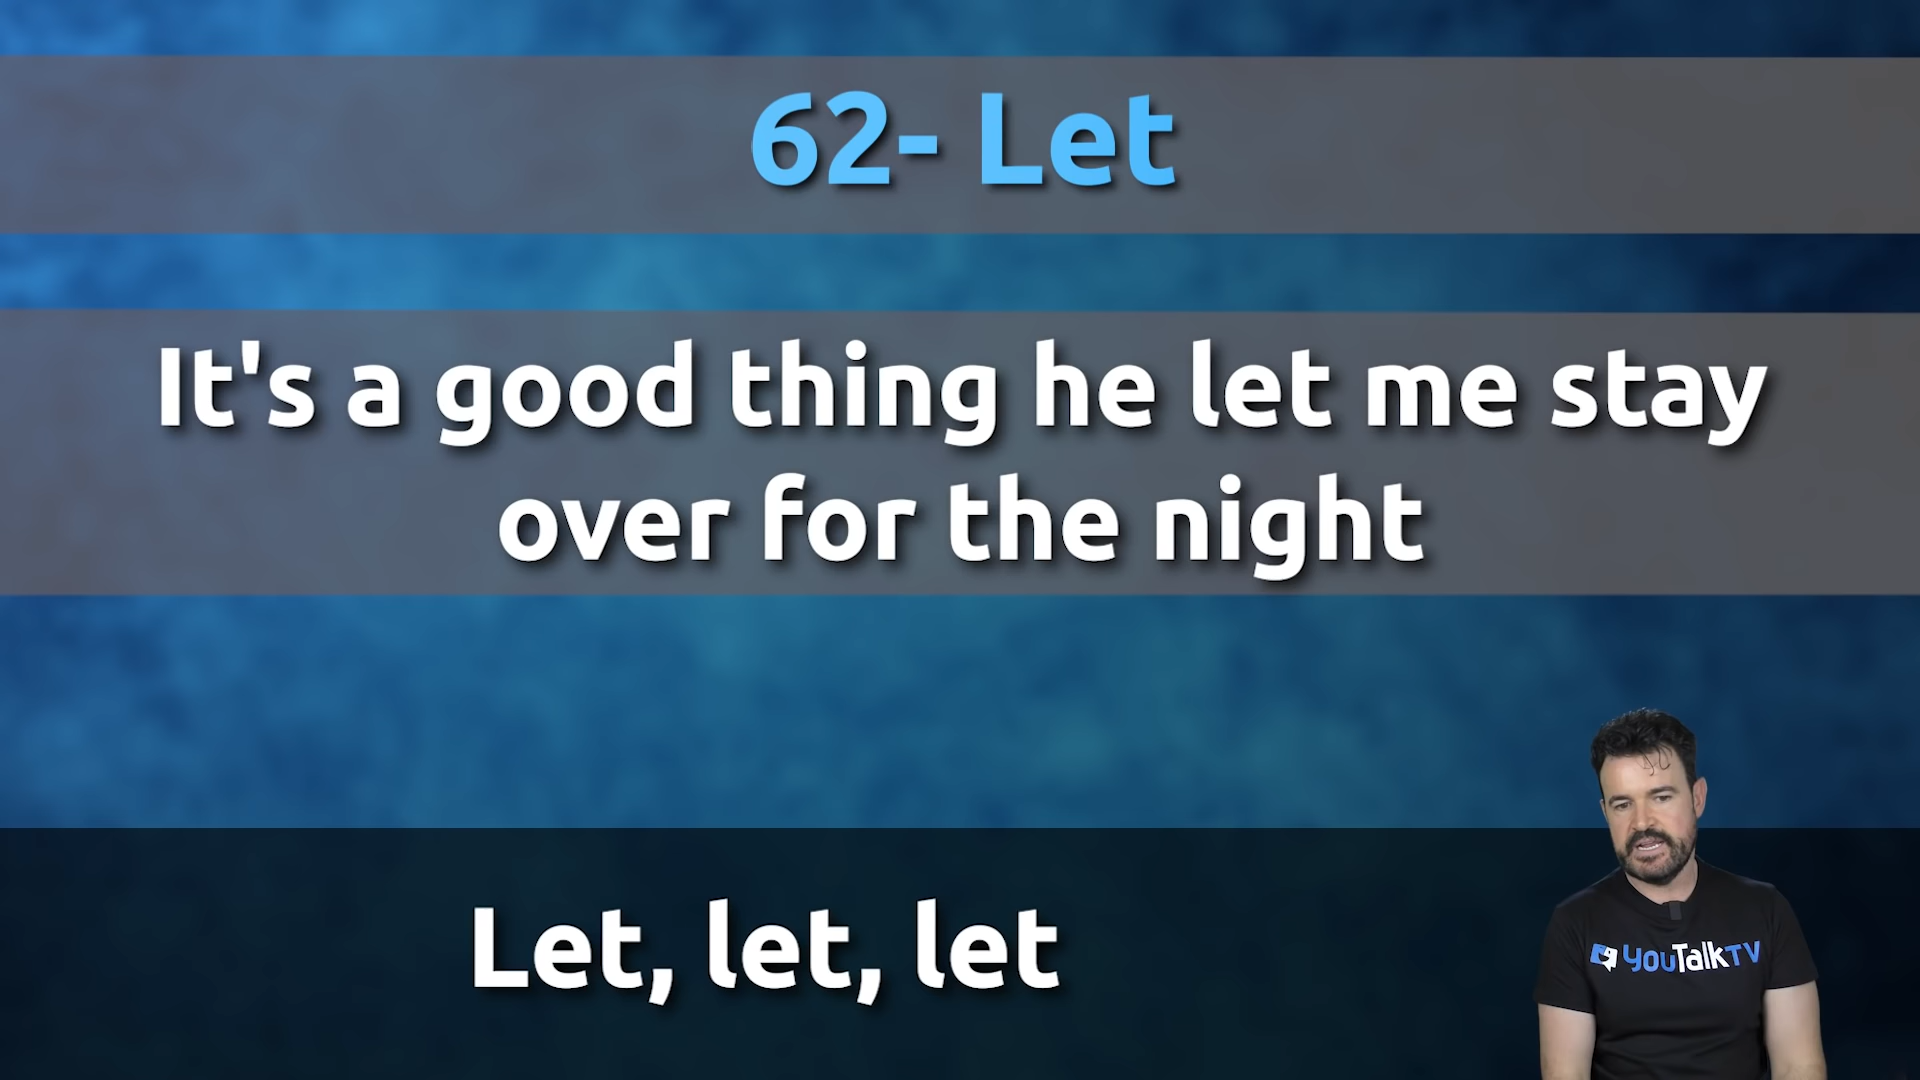 62- Let
It's a good thing he let me stay
over for the night
Let, let, let
YouTalkTV